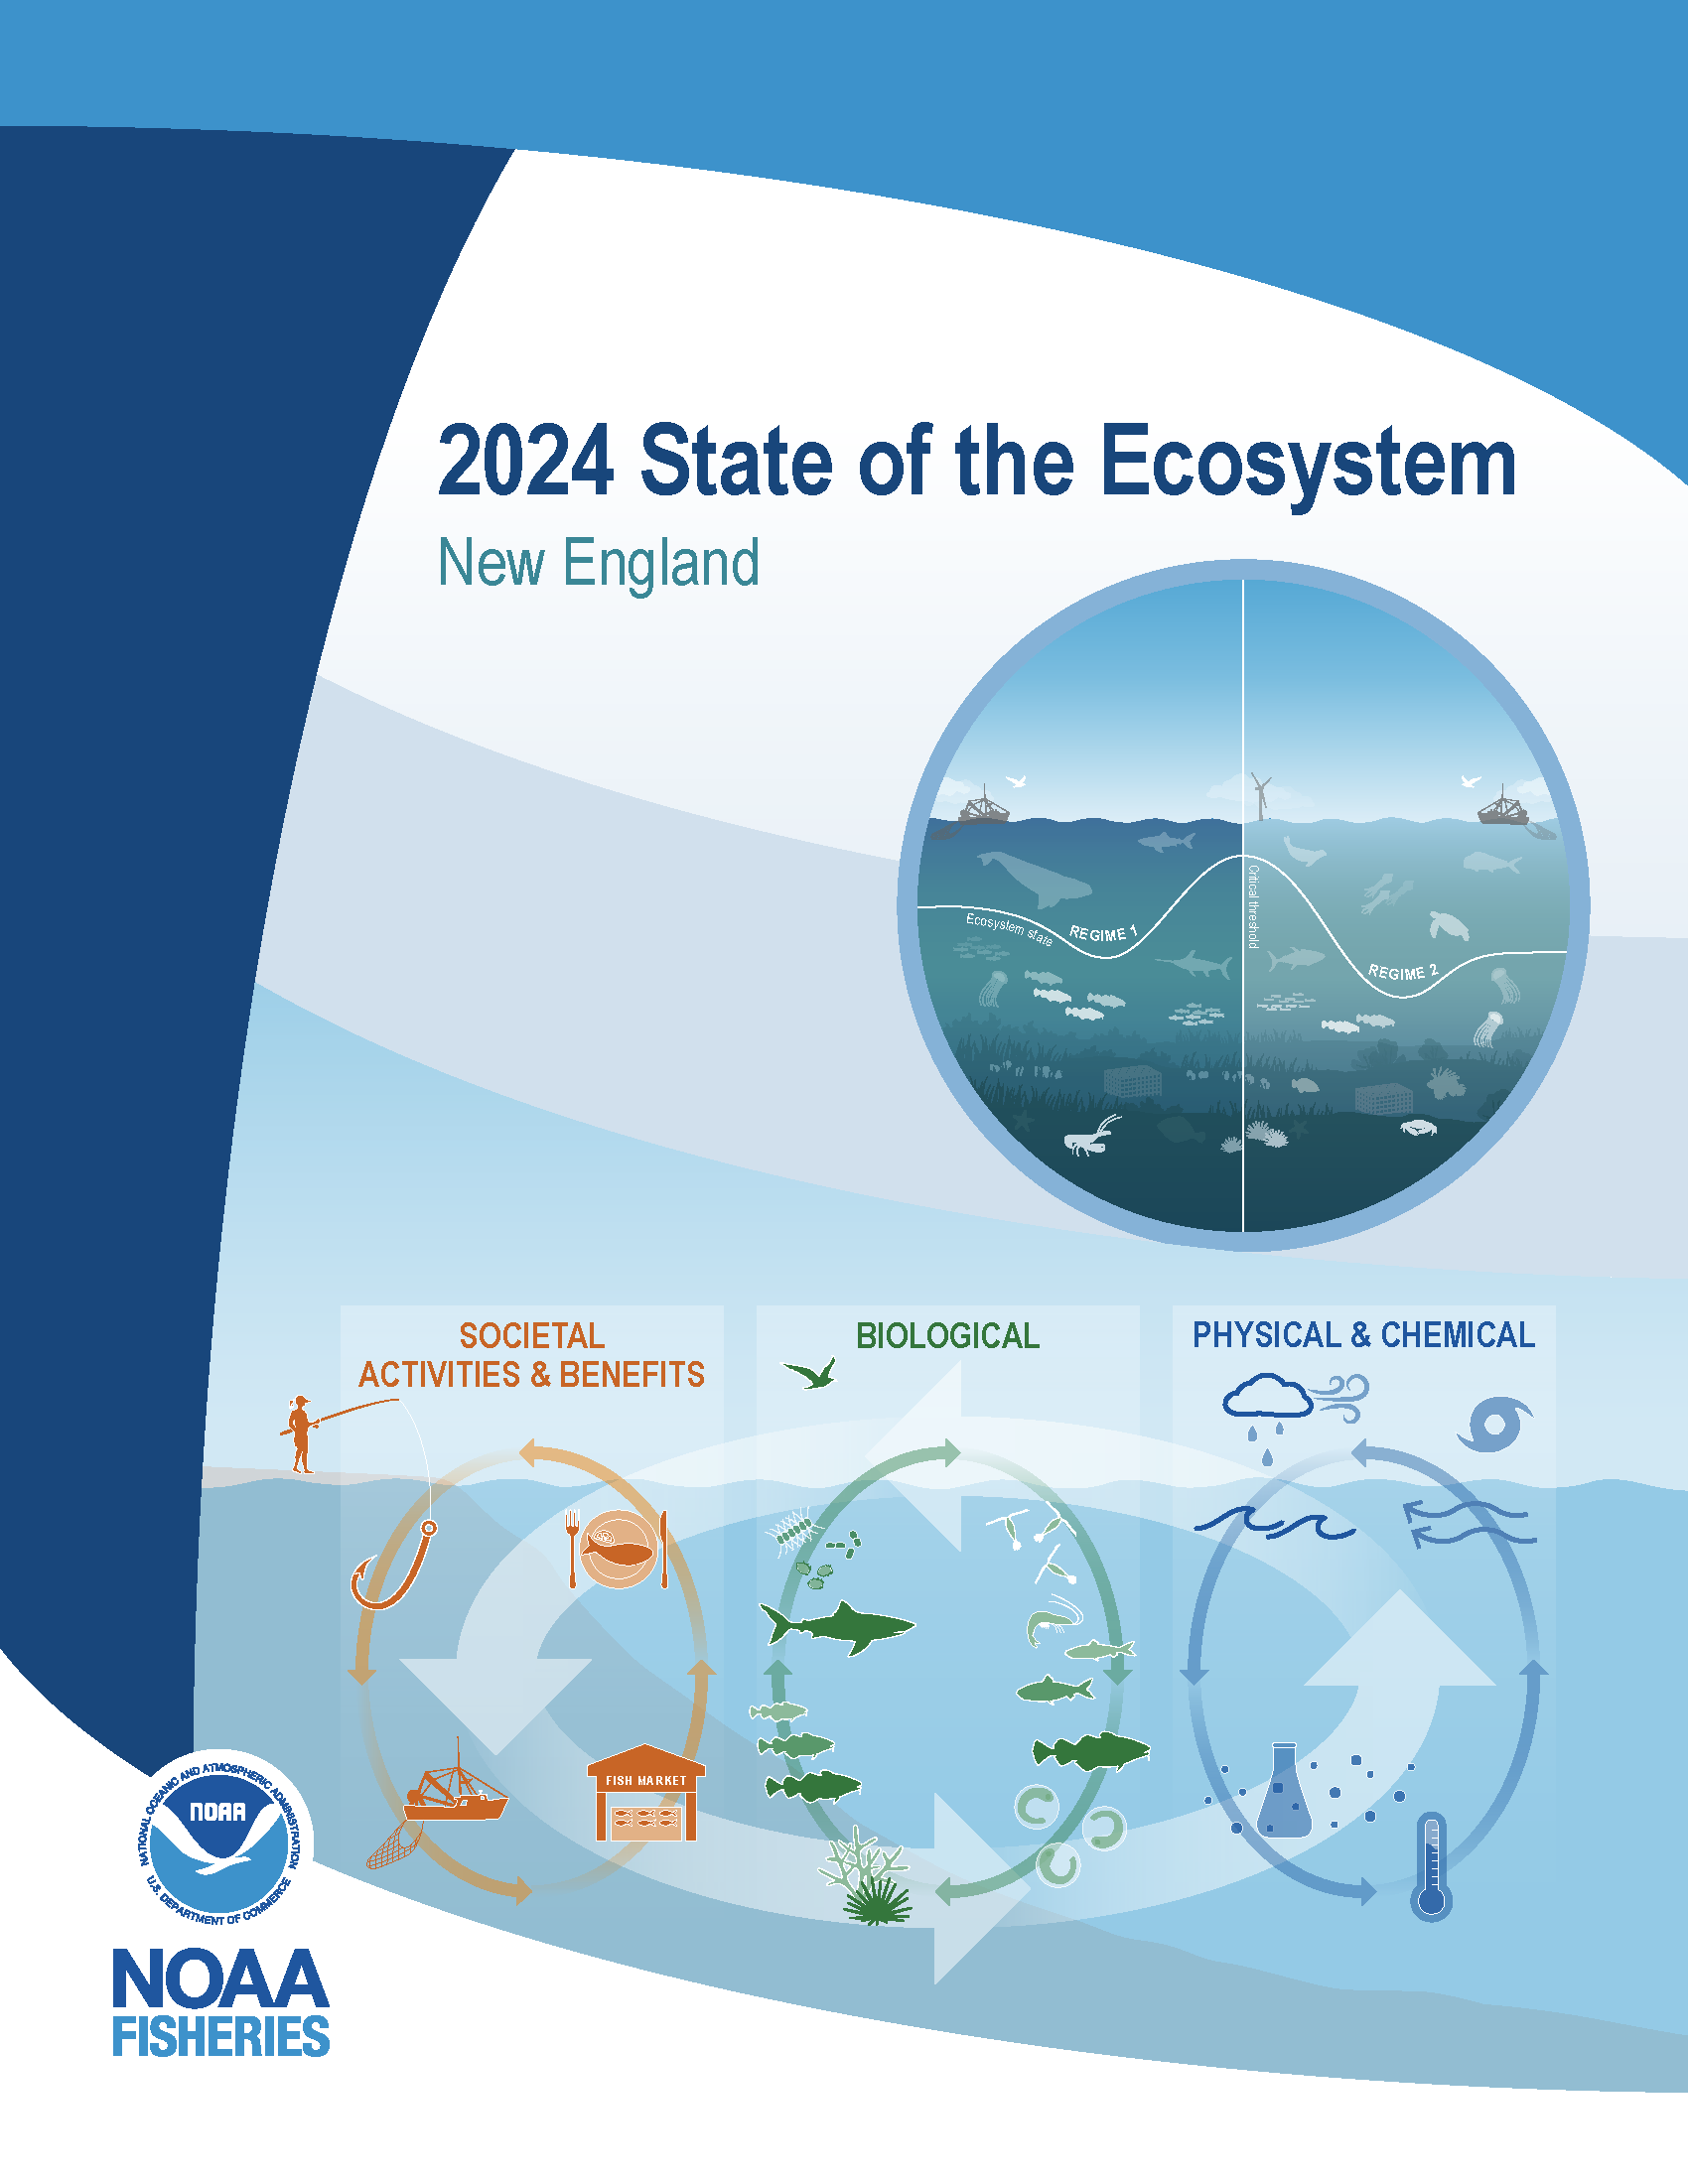 2024 State of the Ecosystem
New England
Ecosystem state
REGIME 1
Critical threshold
REGIME 2
SOCIETAL
ACTIVITIES & BENEFITS
BIOLOGICAL
PHYSICAL & CHEMICAL
FISH MARKET
NATIONAL OCEANIC AND ATMOSPHERIC ADMINISTRATION
NOAA
U.S. DEPARTMENT OF COMMERCE
NOAA
FISHERIES